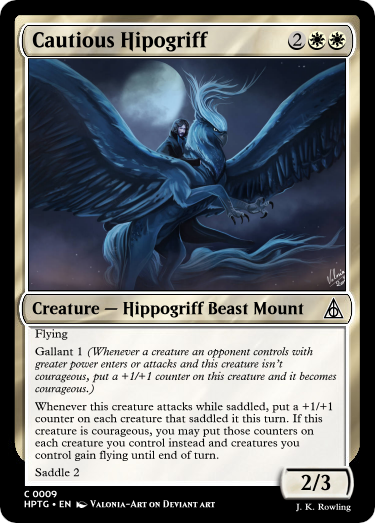 Cautious Hipogriff 2
Creature — Hippogriff Beast Mount
Flying
Gallant 1 (Whenever a creature an opponent controls with
greater power enters or attacks and this creature isn't
courageous, put a +1/+1 counter on this creature and it becomes
courageous.)
Whenever this creature attacks while saddled, put a +1/+1
counter on each creature that saddled it this turn. If this
creature is courageous, you may put those counters on
each creature you control instead and creatures you
control gain flying until end of turn.
Saddle 2
2/3
C 0009
HPTG • EN Valonia-Art on Deviant art
J. K. Rowling